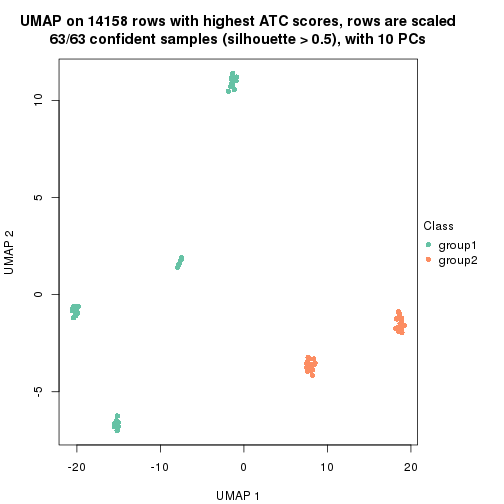 UMAP on 14158 rows with highest ATC scores, rows are scaled
63/63 confident samples (silhouette > 0.5), with 10 PCs
10
5
0
-5
UMAP 2
Class
group1
group2
-20
-10
0
10
20
UMAP 1